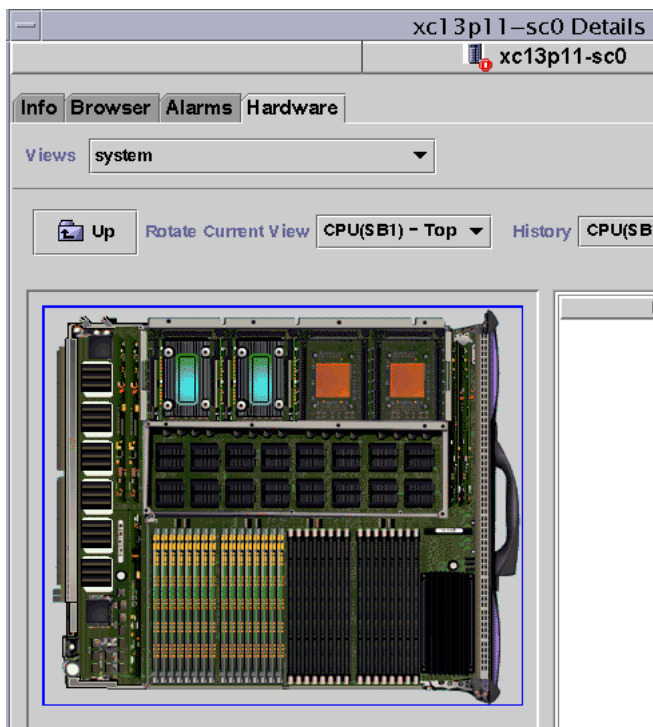 xc13p11-sc0 Details
xc13p11-sc0
Info Browser Alarms Hardware
Views system
Up Rotate Current View CPU(SB1) - Top History CPU(SB